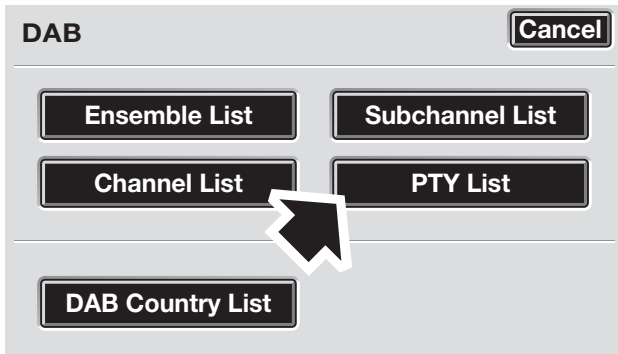 DAB
Cancel
Ensemble List
Subchannel List
Channel List
PTY List
DAB Country List